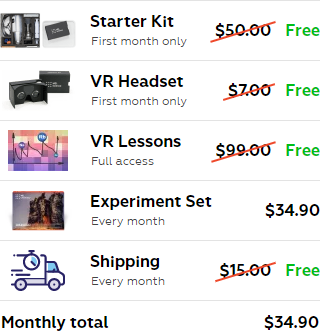 Starter Kit $50.00 Free
First month only
VR Headset $7.00 Free
First month only
VR Lessons $99.00 Free
Full access
Experiment Set $34.90
Every month
Shipping $15.00 Free
Every month
Monthly total $34.90